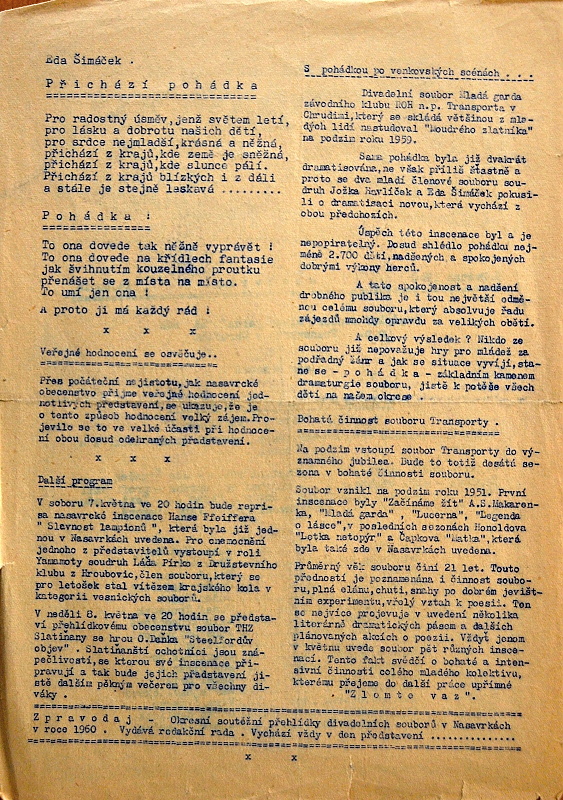 Eda Šimáček .
Přichází pohádka
Pro radostný úsměv,jenž světem letí,
pro lásku a dobrotu našich dětí,
pro srdce nejmladší,krásná a něžná,
přichází z krajů,kde země je sněžná,
přichází z krajů,kde slunce pálí.
Přichází z krajů blízkých i z dáli
a stále je stejně laskavá .........
Pohádka !
To ona dovede tak něžně vyprávět !
To ona dovede na křídlech fantasie
jak švihnutím kouzelného proutku
přenášet se z místa na místo.
To umí jen ona !
A proto ji má každý rád !
x x x
Veřejné hodnocení se osvěčuje..
Přes počáteční nejistotu,jak nasavrcké
obecenstvo přijme veřejné hodnocení jed-
notlivých představení,se ukazuje,že je
o tento způsob hodnocení velký zájem.Pro-
jevilo se to ve velké účasti při hodnoce-
ní obou dosud odehraných představení.
x x x
Další program
V sobotu 7.května ve 20 hodin bude repri-
sa nasavrcké inscenace Hanse Pfeiffera
" Slavnost lampionů ", která byla již jed-
nou v Nasavrkách uvedena. Pro onemocnění
jednoho z představitelů vystoupí v roli
Yamamoty soudruh Láďa Pirko z Družstevního
klubu z Hroubovic,člen souboru,který se
pro letošek stal vítězem krajského kola v
kategorii vesnických souborů.
V neděli 8. května ve 20 hodin se předsta-
ví přehlídkovému obecenstvu soubor THZ
Slatiňany se hrou O.Daňka "Steelfordův
objev" . Slatiňanští ochotníci jsou zná-
pečlivostí,se kterou své inscenace při-
pravují a tak bude jejich představení ji-
stě dalším pěkným večerem pro všechny di-
váky .
S pohádkou po venkovských scénách . . .
Divadelní soubor Mladá garda
závodního klubu ROH n.p. Transporta v
Chrudimi,který se skládá většinou z mla-
dých lidí nastudoval "Moudrého zlatníka"
na podzim roku 1959.
Sama pohádka byla již dvakrát
dramatisována,ne však příliš šťastně a
proto se dva mladí členové souboru sou-
druh Jožka Havlíček a Eda Šimáček pokusi-
li o dramatisaci novou,která vychází z
obou předchozích.
Úspěch této inscenace byl a je
nepopiratelný. Dosud shlédlo pohádku nej-
méně 2.700 dětí,nadšených a spokojených
dobrými výkony herců.
A tato spokojenost a nadšení
drobného publika je i tou největší odmě-
nou celému souboru,který absolvuje řadu
zájezdů mnohdy opravdu za velikých obětí.
A celkový výsledek ? Nikdo ze
souboru již nepovažuje hry pro mládež za
podřadný žánr a jak se situace vyvíjí,sta-
ne se - p o h á d k a - základním kamenem
dramaturgie souboru, jistě k potěše všech
dětí na našem okrese .
Bohatá činnost souboru Transporty .
Na podzim vstoupí soubor Transporty do vý-
znamného jubilea. Bude to totiž desátá se-
zona v bohaté činnosti souboru.
Soubor vznikl na podzim roku 1951. První
inscenace byly "Začínáme žít" A.S.Makaren-
ka, "Mladá garda" , "Lucerna", "Legenda
o lásce",v posledních sezonách Honoldova
"Letka netopýr" a Čapkova "Matka",která
byla také zde v Nasavrkách uvedena.
Průměrný věk souboru činí 21 let. Touto
předností je poznamenána i činnost soubo-
ru,plná elánu,chuti,snahy po dobrém jevišt-
ním experimentu,vřelý vztah k poesii. Ten
se nejvíce projevuje v uvedení několika
literárně dramatických pásem a dalších
plánovaných akcích o poezii. Vždyť jenom
v květnu uvede soubor pět různých insce-
nací. Tento fakt svědčí o bohaté a inten-
sivní činnosti celého mladého kolektivu,
kterému přejeme do další práce upřímné
. "Z l o m t e v a z ".
Zpravodaj - Okresní soutěžní přehlídky divadelních souborů v Nasavrkách
v roce 1960 . Vydává redakční rada . Vychází vždy v den představení ..............
x x